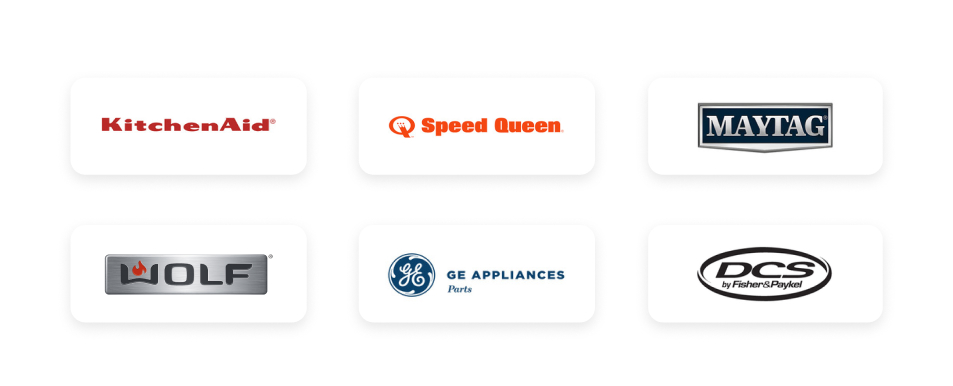 KitchenAid®
Speed Queen
MAYTAG®
WOLF®
GE APPLIANCES
Parts
DCS
by Fisher&Paykel